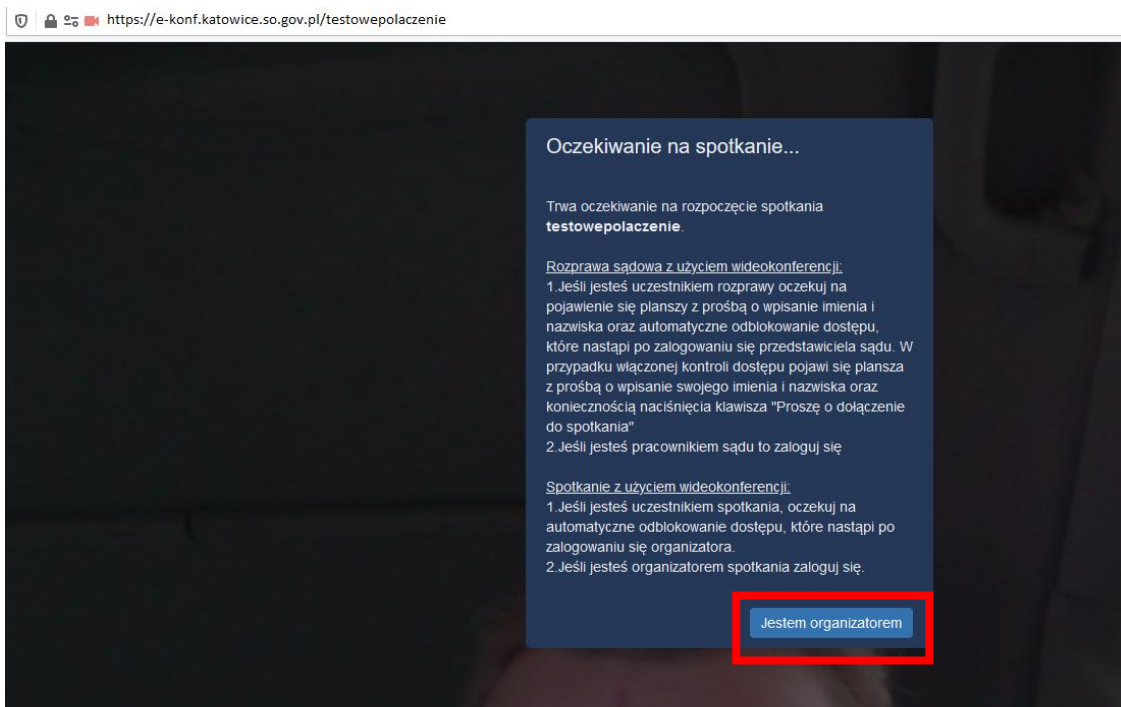 https://e-konf.katowice.so.gov.pl/testowepolaczenie
Oczekiwanie na spotkanie...
Trwa oczekiwanie na rozpoczęcie spotkania
testowepolaczenie.
Rozprawa sądowa z użyciem wideokonferencji:
1.Jeśli jesteś uczestnikiem rozprawy oczekuj na
pojawienie się planszy z prośbą o wpisanie imienia i
nazwiska oraz automatyczne odblokowanie dostępu,
które nastąpi po zalogowaniu się przedstawiciela sądu. W
przypadku włączonej kontroli dostępu pojawi się plansza
z prośbą o wpisanie swojego imienia i nazwiska oraz
koniecznością naciśnięcia klawisza "Proszę o dołączenie
do spotkania"
2.Jeśli jesteś pracownikiem sądu to zaloguj się
Spotkanie z użyciem wideokonferencji:
1.Jeśli jesteś uczestnikiem spotkania, oczekuj na
automatyczne odblokowanie dostępu, które nastąpi po
zalogowaniu się organizatora.
2.Jeśli jesteś organizatorem spotkania zaloguj się.
Jestem organizatorem